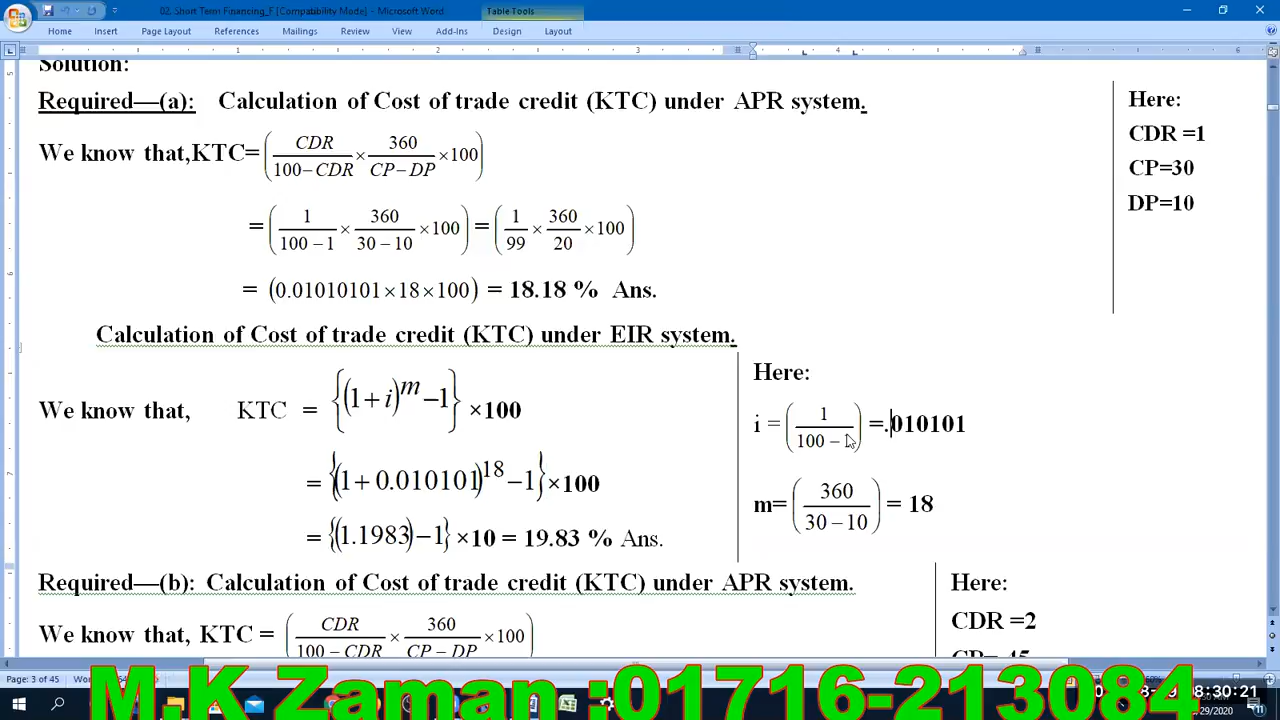 02. Short Term Financing_F [Compatibility Mode] - Microsoft Word
Table Tools
Home Insert Page Layout References Mailings Review View Add-Ins Design Layout
Solution:
Required—(a): Calculation of Cost of trade credit (KTC) under APR system.
Here:
CDR =1
CP=30
DP=10
We know that,KTC= (CDR/100−CDR × 360/CP−DP ×100)
= (1/100−1 × 360/30−10 ×100) = (1/99 × 360/20 ×100)
= (0.01010101×18×100) = 18.18 % Ans.
Calculation of Cost of trade credit (KTC) under EIR system.
We know that, KTC = {(1+i)^m −1} ×100
= {(1+0.010101)^18 −1}×100
= {(1.1983)−1} ×10 = 19.83 % Ans.
Here:
i = (1/100−) =.010101
m= (360/30−10) = 18
Required—(b): Calculation of Cost of trade credit (KTC) under APR system.
We know that, KTC = (CDR/100−CDR × 360/CP−DP ×100)
Here:
CDR =2
CP= 45
Page: 3 of 45
M.K Zaman :01716-213084